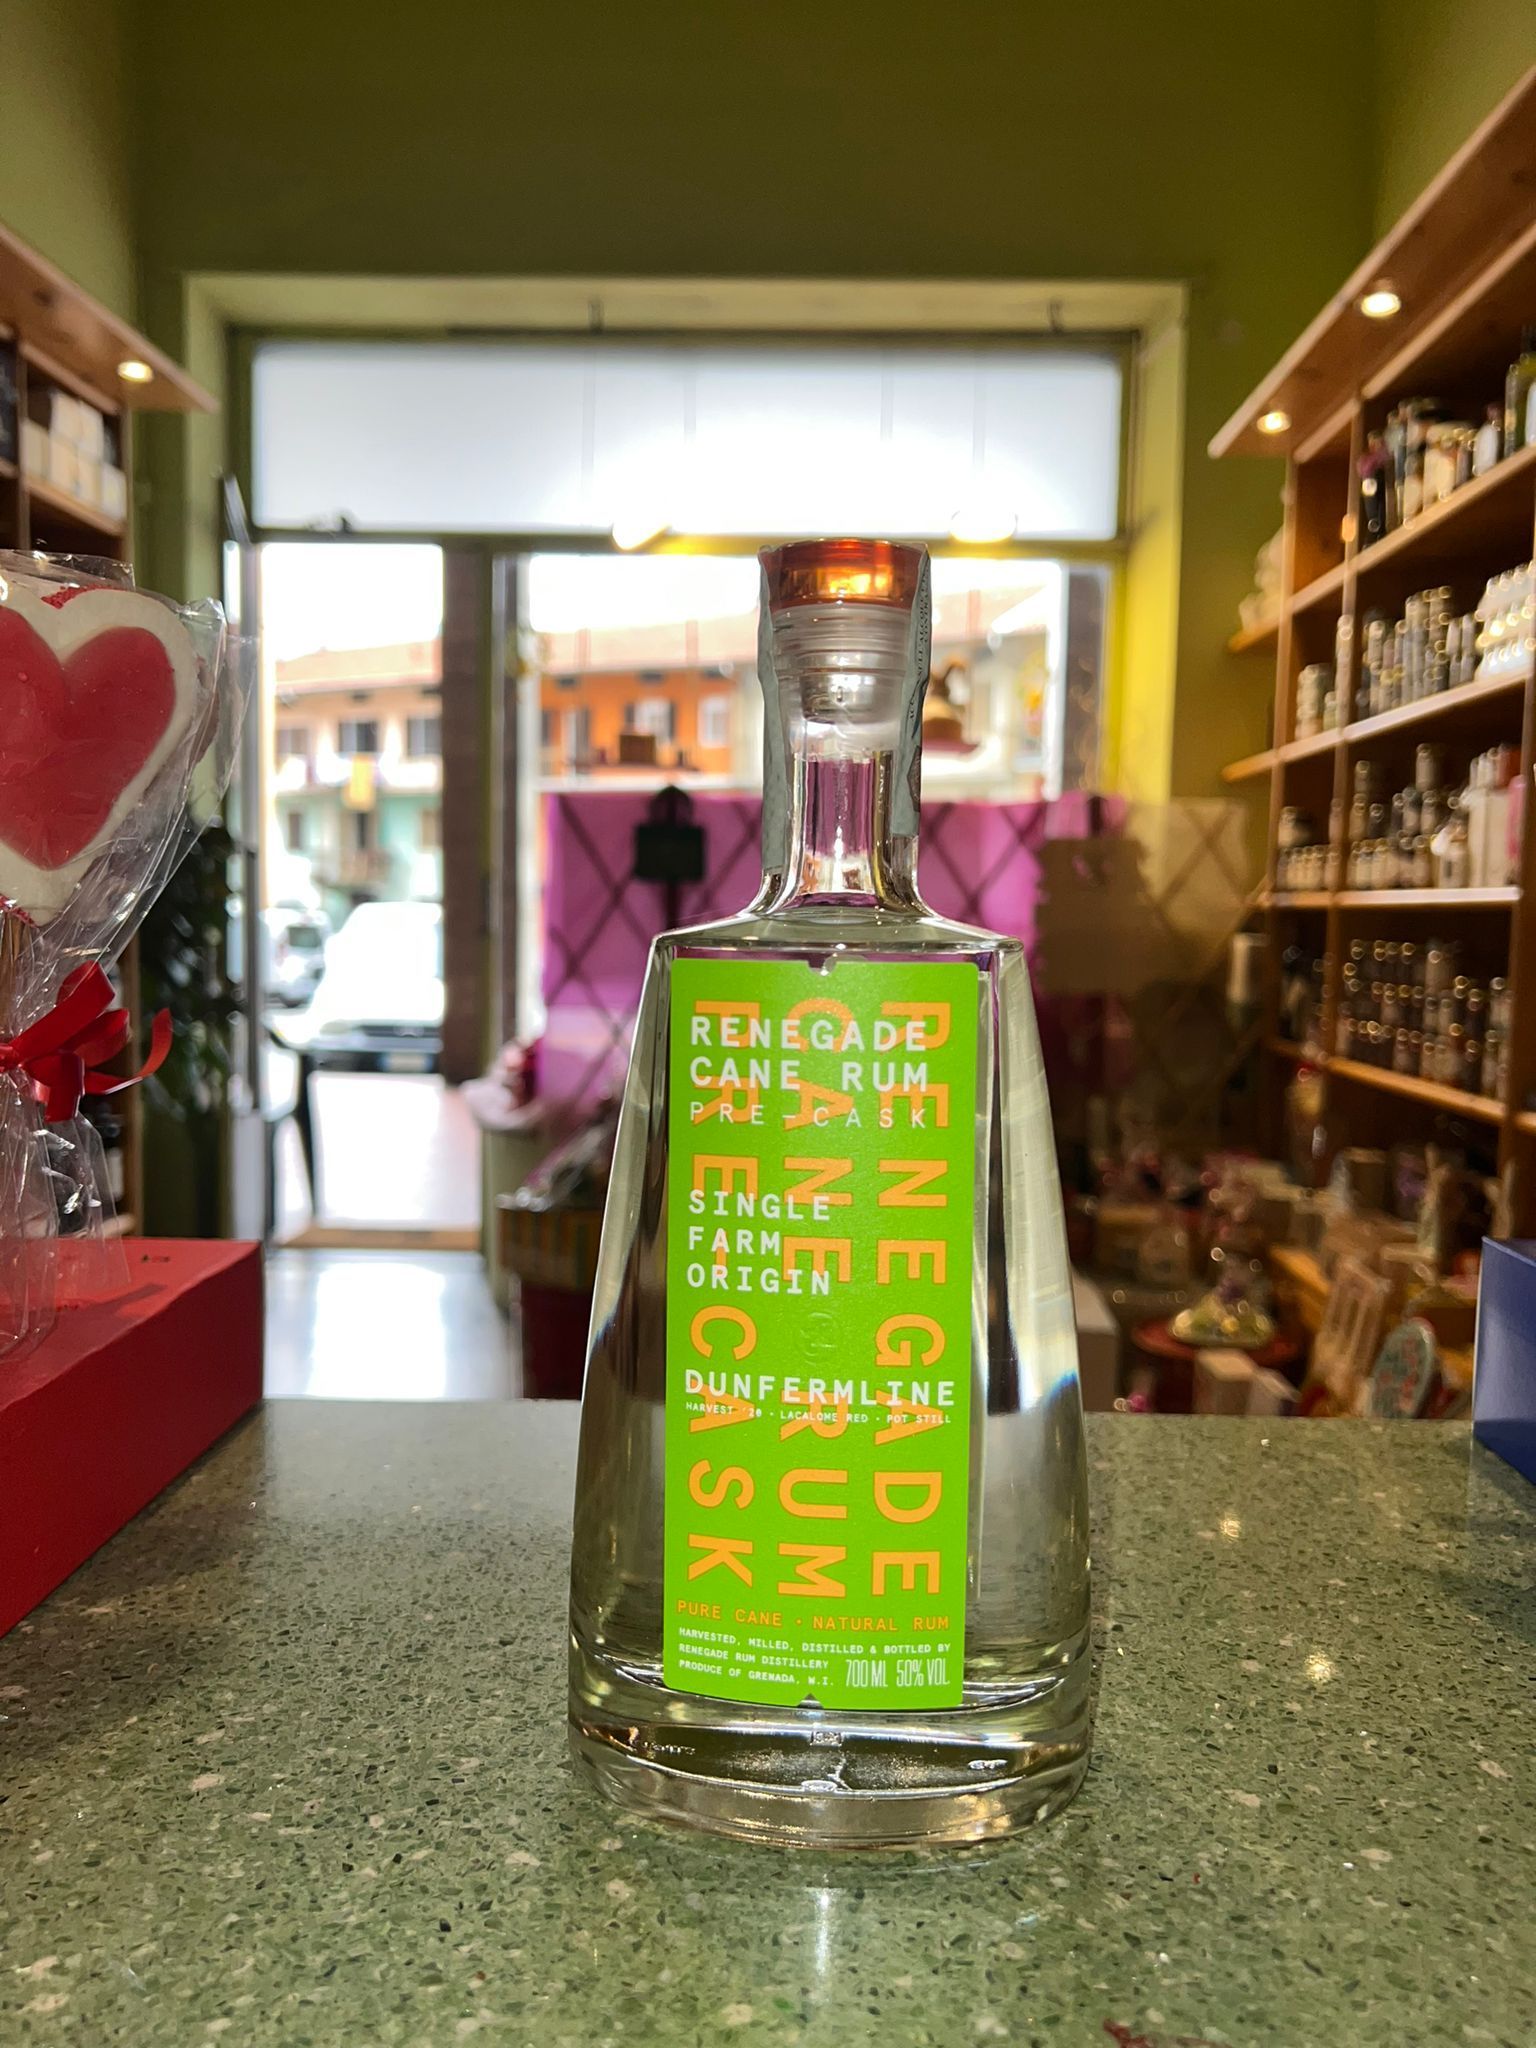 RENEGADE
CANE RUM
PRE-CASK
SINGLE
FARM
ORIGIN
DUNFERMLINE
HARVEST '20 · LACALOME RED · POT STILL
RENEGADE
CANE RUM
PRE CASK
PURE CANE · NATURAL RUM
HARVESTED, MILLED, DISTILLED & BOTTLED BY
RENEGADE RUM DISTILLERY
PRODUCE OF GRENADA, W.I. 700 ML 50% VOL